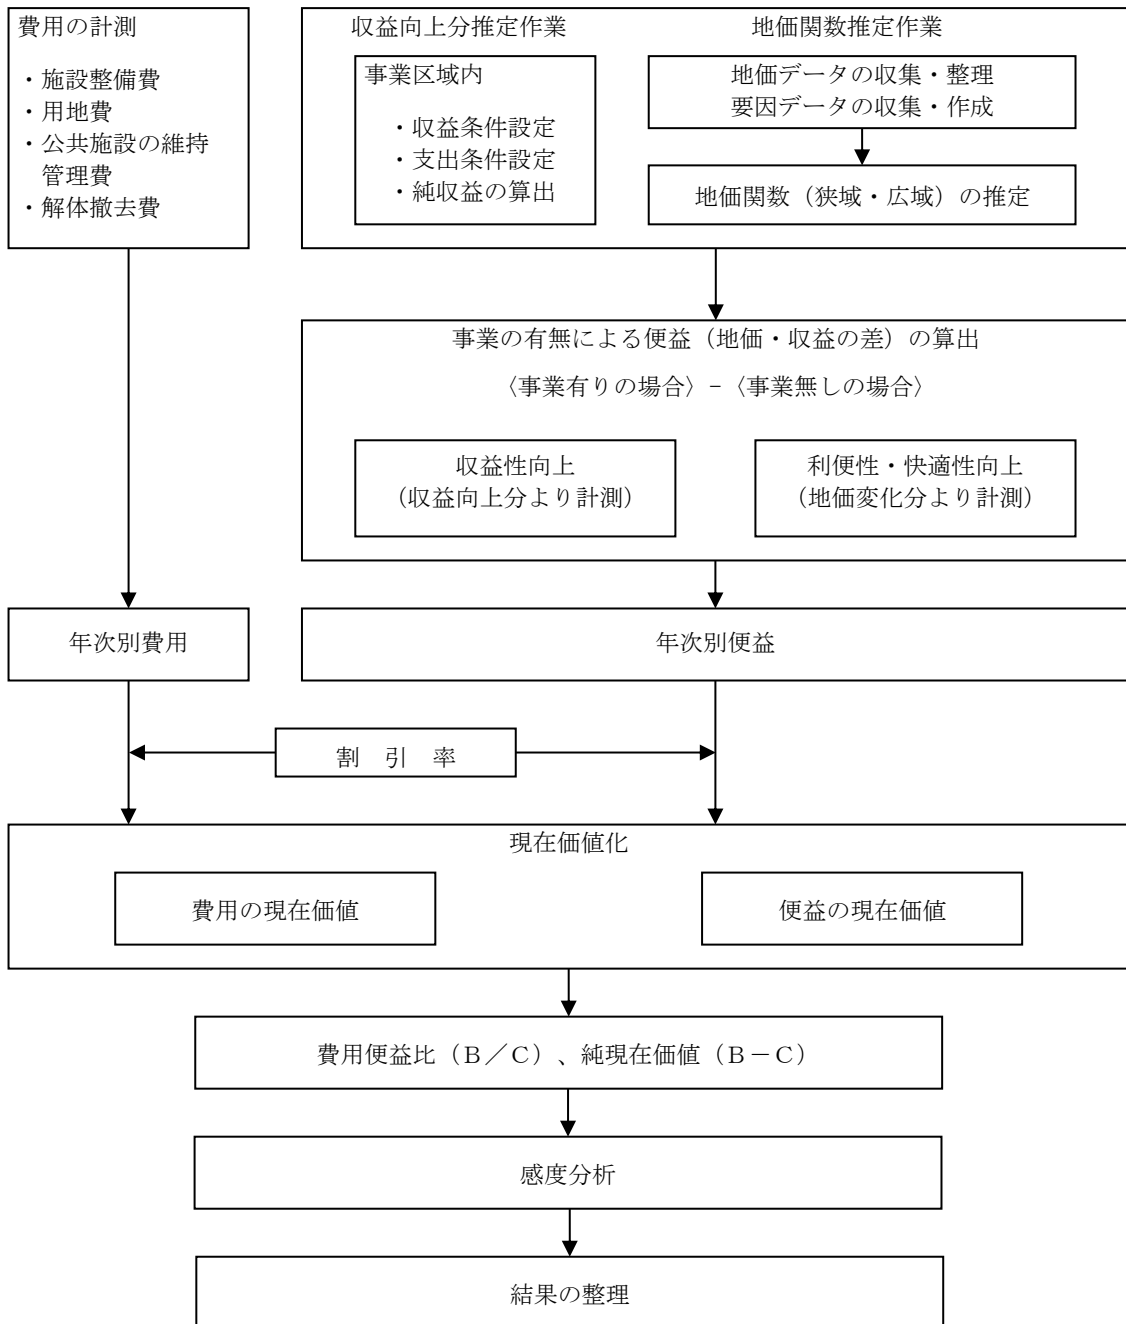 費用の計測
・施設整備費
・用地費
・公共施設の維持
管理費
・解体撤去費
収益向上分推定作業
事業区域内
・収益条件設定
・支出条件設定
・純収益の算出
地価関数推定作業
地価データの収集・整理
要因データの収集・作成
地価関数（狭域・広域）の推定
事業の有無による便益（地価・収益の差）の算出
〈事業有りの場合〉−〈事業無しの場合〉
収益性向上
（収益向上分より計測）
利便性・快適性向上
（地価変化分より計測）
年次別費用
年次別便益
割　引　率
現在価値化
費用の現在価値
便益の現在価値
費用便益比（Ｂ／Ｃ）、純現在価値（Ｂ－Ｃ）
感度分析
結果の整理